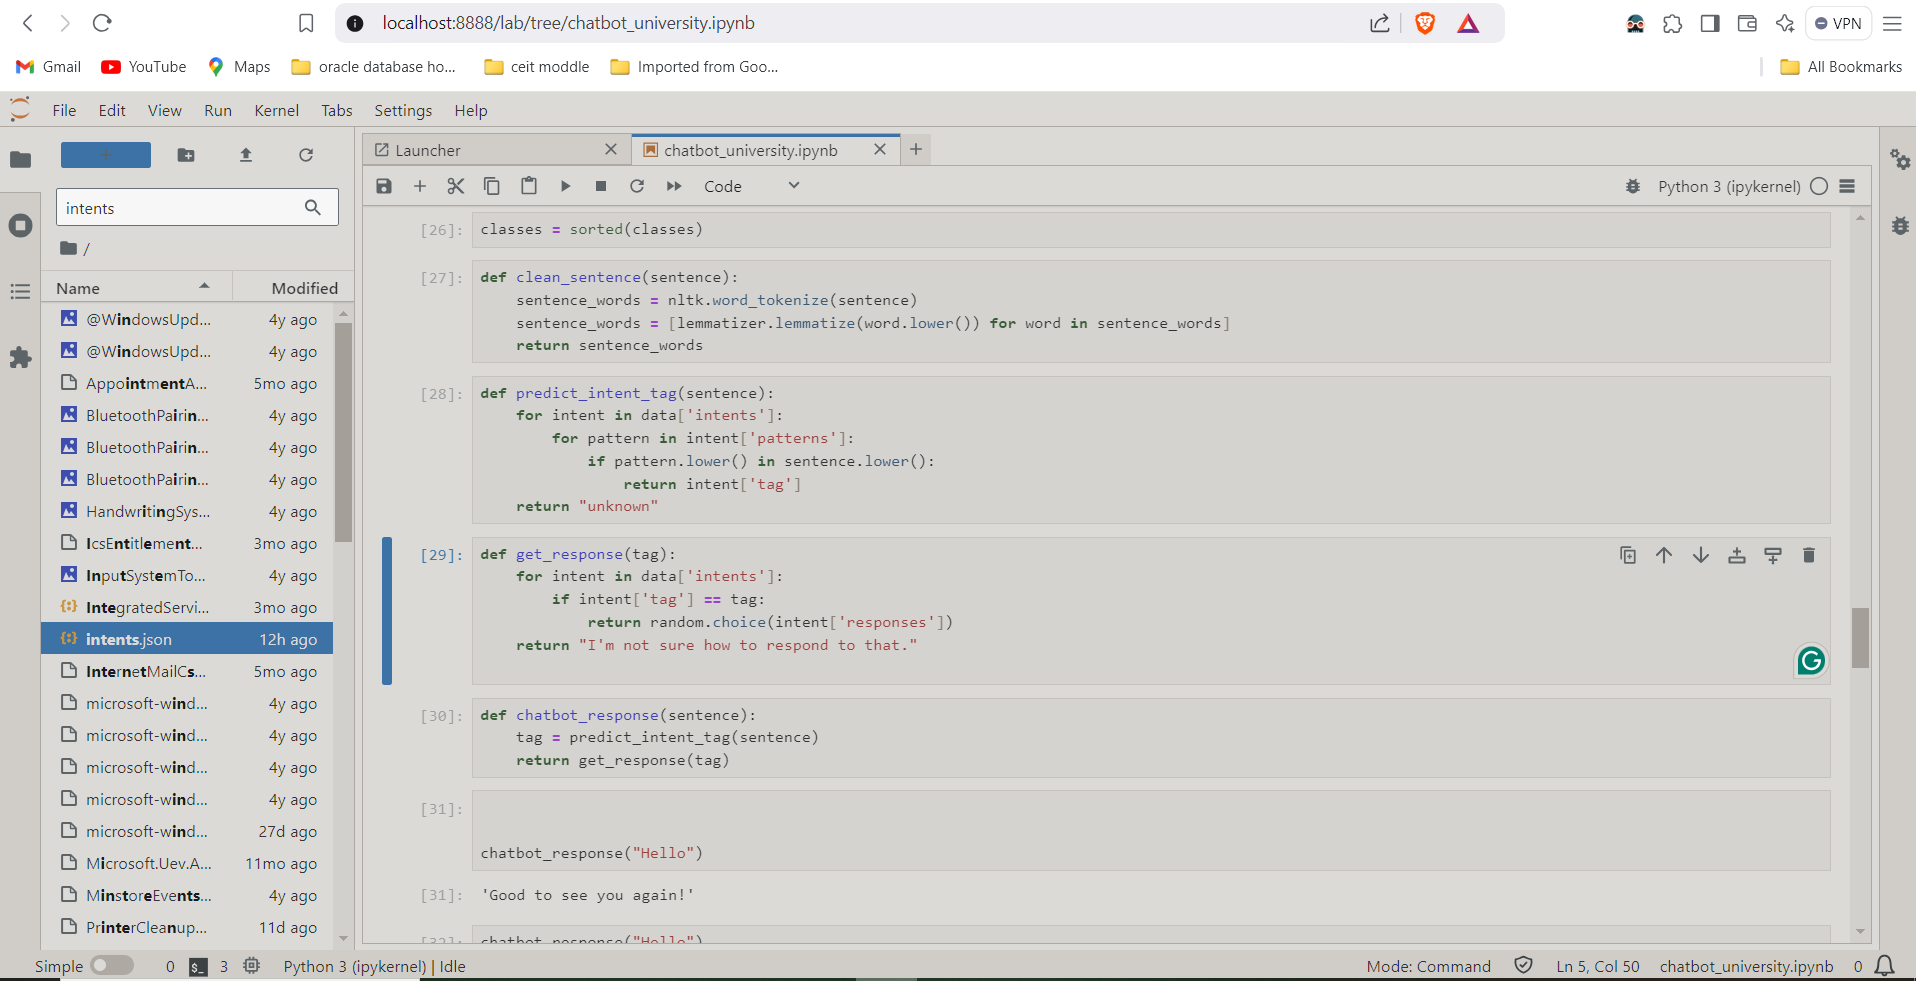 localhost:8888/lab/tree/chatbot_university.ipynb
VPN
Gmail
YouTube
Maps
oracle database ho...
ceit moddle
Imported from Goo...
All Bookmarks
File Edit View Run Kernel Tabs Settings Help
Launcher
chatbot_university.ipynb
Code
Python 3 (ipykernel)
intents
/
Name Modified
@WindowsUpd... 4y ago
@WindowsUpd... 4y ago
AppointmentA... 5mo ago
BluetoothPairin... 4y ago
BluetoothPairin... 4y ago
BluetoothPairin... 4y ago
HandwritingSys... 4y ago
IcsEntitlement... 3mo ago
InputSystemTo... 4y ago
IntegratedServi... 3mo ago
intents.json 12h ago
InternetMailCs... 5mo ago
microsoft-wind... 4y ago
microsoft-wind... 4y ago
microsoft-wind... 4y ago
microsoft-wind... 4y ago
microsoft-wind... 27d ago
Microsoft.Uev.A... 11mo ago
MinstoreEvents... 4y ago
PrinterCleanup... 11d ago
[26]: classes = sorted(classes)
[27]: def clean_sentence(sentence):
sentence_words = nltk.word_tokenize(sentence)
sentence_words = [lemmatizer.lemmatize(word.lower()) for word in sentence_words]
return sentence_words
[28]: def predict_intent_tag(sentence):
for intent in data['intents']:
for pattern in intent['patterns']:
if pattern.lower() in sentence.lower():
return intent['tag']
return "unknown"
[29]: def get_response(tag):
for intent in data['intents']:
if intent['tag'] == tag:
return random.choice(intent['responses'])
return "I'm not sure how to respond to that."
[30]: def chatbot_response(sentence):
tag = predict_intent_tag(sentence)
return get_response(tag)
[31]:
chatbot_response("Hello")
[31]: 'Good to see you again!'
[32]: chatbot_response("Hello")
Simple 0 $_ 3 Python 3 (ipykernel) | Idle
Mode: Command Ln 5, Col 50 chatbot_university.ipynb 0